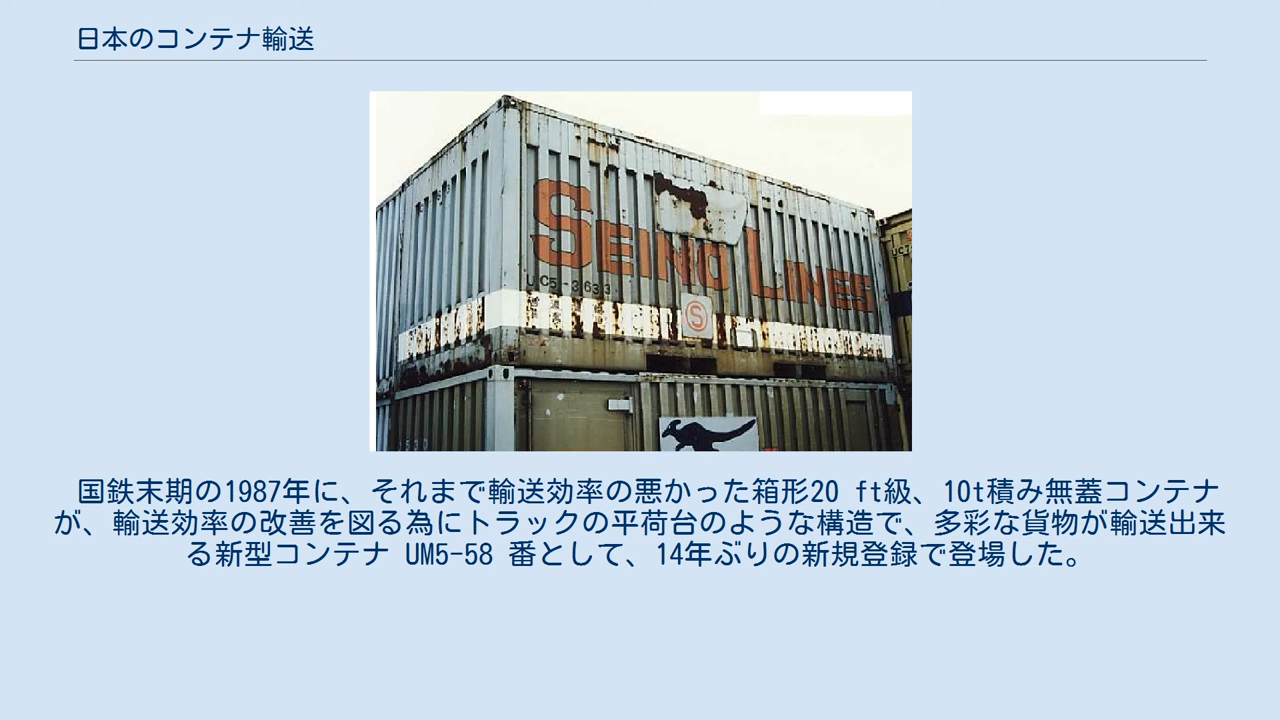 日本のコンテナ輸送
SEINO LINES
UC5-3633
S
国鉄末期の1987年に、それまで輸送効率の悪かった箱形20 ft級、10t積み無蓋コンテナ
が、輸送効率の改善を図る為にトラックの平荷台のような構造で、多彩な貨物が輸送出来
る新型コンテナ UM5-58 番として、14年ぶりの新規登録で登場した。